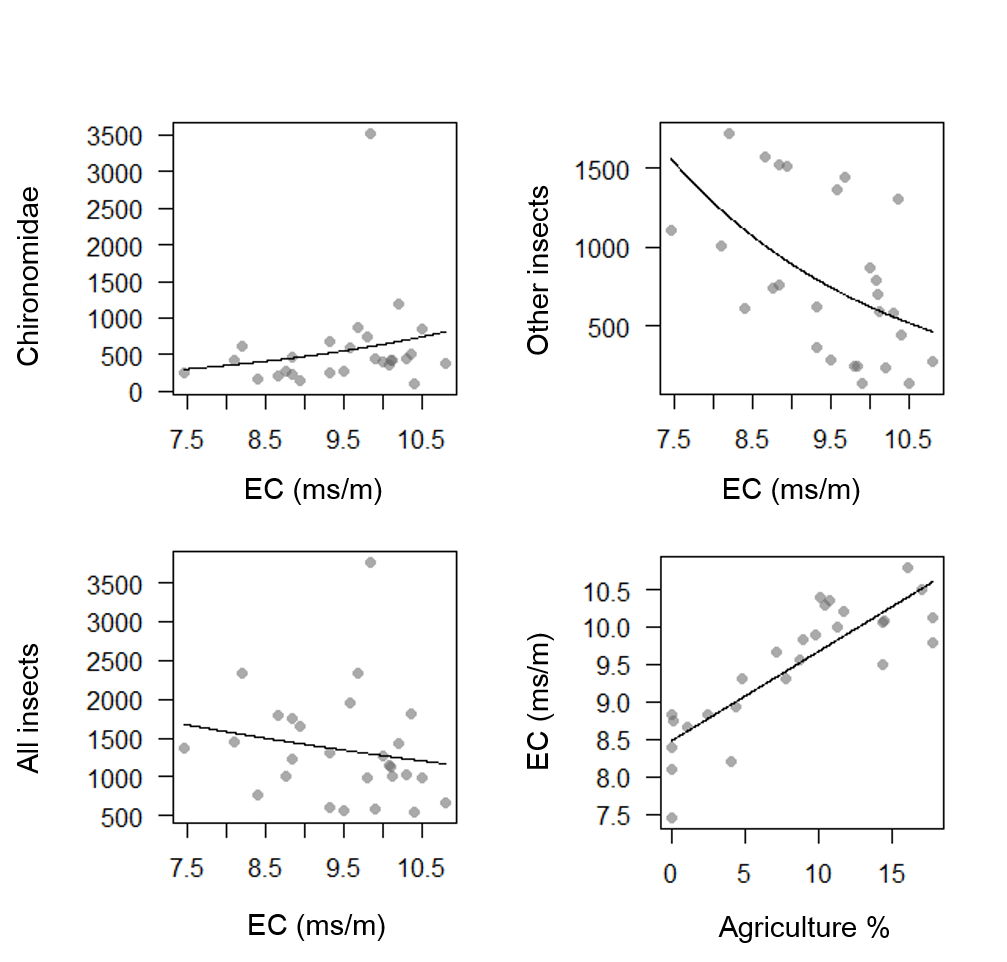 Chironomidae
3500
3000
2500
2000
1500
1000
500
0
7.5 8.5 9.5 10.5
EC (ms/m)
Other insects
1500
1000
500
7.5 8.5 9.5 10.5
EC (ms/m)
All insects
3500
3000
2500
2000
1500
1000
500
7.5 8.5 9.5 10.5
EC (ms/m)
EC (ms/m)
10.5
10.0
9.5
9.0
8.5
8.0
7.5
0 5 10 15
Agriculture %